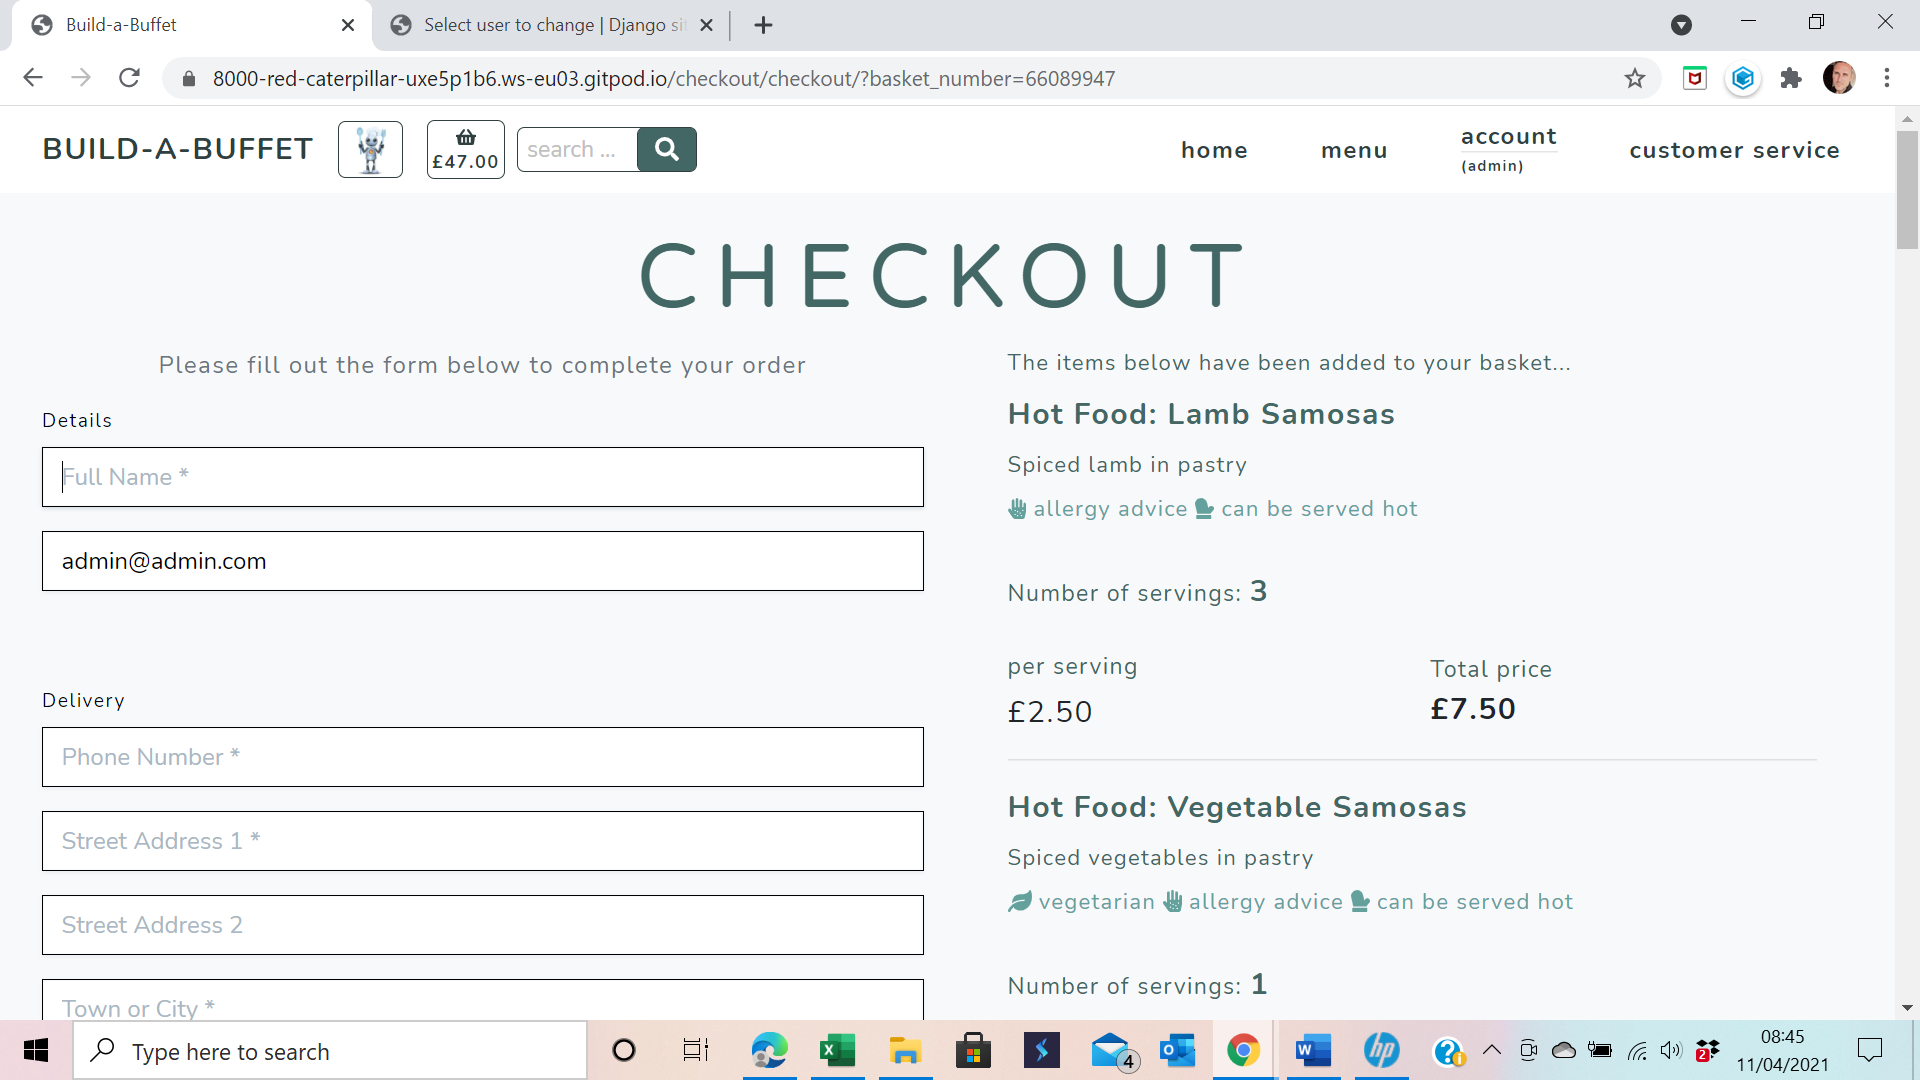 Build-a-Buffet
Select user to change | Django si
8000-red-caterpillar-uxe5p1b6.ws-eu03.gitpod.io/checkout/checkout/?basket_number=66089947
BUILD-A-BUFFET
£47.00
search ...
home
menu
account
(admin)
customer service
CHECKOUT
Please fill out the form below to complete your order
Details
Full Name *
admin@admin.com
Delivery
Phone Number *
Street Address 1 *
Street Address 2
Town or City *
The items below have been added to your basket...
Hot Food: Lamb Samosas
Spiced lamb in pastry
allergy advice can be served hot
Number of servings: 3
per serving
£2.50
Total price
£7.50
Hot Food: Vegetable Samosas
Spiced vegetables in pastry
vegetarian allergy advice can be served hot
Number of servings: 1
Type here to search
4
2
08:45
11/04/2021